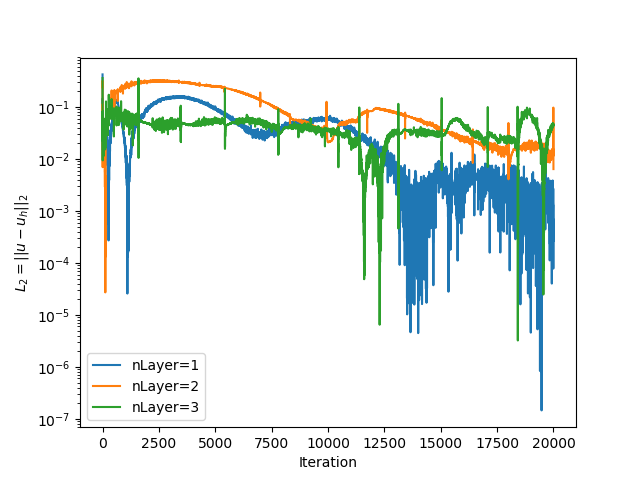 10⁻¹
10⁻²
10⁻³
10⁻⁴
10⁻⁵
10⁻⁶
10⁻⁷
L₂ = ||u − uₕ||₂
nLayer=1
nLayer=2
nLayer=3
0 2500 5000 7500 10000 12500 15000 17500 20000
Iteration